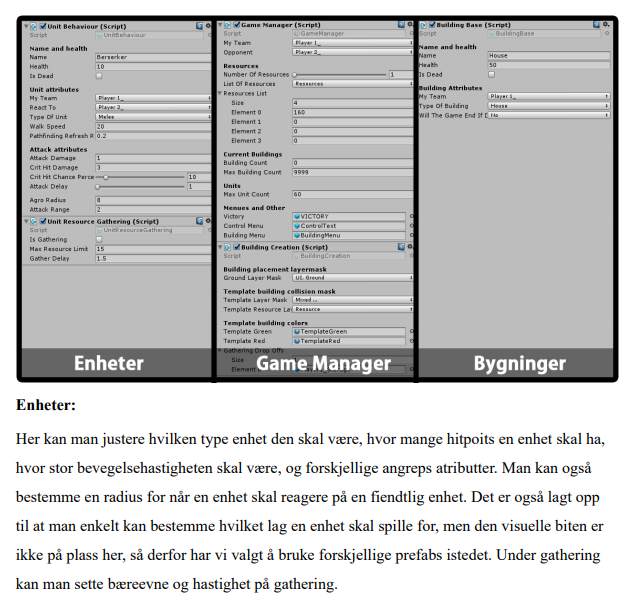 Unit Behaviour (Script)
Script UnitBehaviour
Name and health
Name Berserker
Health 10
Is Dead
Unit attributes
My Team Player 1_
React To Player 2_
Type Of Unit Melee
Walk Speed 20
Pathfinding Refresh R 0.2
Attack attributes
Attack Damage 1
Crit Hit Damage 3
Crit Hit Chance Perce 10
Attack Delay 1
Agro Radius 8
Attack Range 2
Unit Resource Gathering (Script)
Script UnitResourceGathering
Is Gathering
Max Resource Limit 15
Gather Delay 1.5
Enheter
Game Manager (Script)
Script GameManager
My Team Player 1_
Opponent Player 2_
Resources
Number Of Resources 1
List Of Resources Resources
Resources List
Size 4
Element 0 160
Element 1 0
Element 2 0
Element 3 0
Current Buildings
Building Count 0
Max Building Count 9999
Units
Max Unit Count 60
Menues and Other
Victory VICTORY
Control Menu ControlText
Building Menu BuildingMenu
Building Creation (Script)
Script BuildingCreation
Building placement layermask
Ground Layer Mask UI, Ground
Template building collision mask
Template Layer Mask Mixed ...
Template Resource Lay Resource
Template building colors
Template Green TemplateGreen
Template Red TemplateRed
Gathering Drop Offs
Size
Game Manager
Building Base (Script)
Script BuildingBase
Name and health
Name House
Health 50
Is Dead
Building Attributes
My Team Player 1_
Type Of Building House
Will The Game End If D No
Bygninger
Enheter:
Her kan man justere hvilken type enhet den skal være, hvor mange hitpoits en enhet skal ha,
hvor stor bevegelsehastigheten skal være, og forskjellige angreps atributter. Man kan også
bestemme en radius for når en enhet skal reagere på en fiendtlig enhet. Det er også lagt opp
til at man enkelt kan bestemme hvilket lag en enhet skal spille for, men den visuelle biten er
ikke på plass her, så derfor har vi valgt å bruke forskjellige prefabs istedet. Under gathering
kan man sette bæreevne og hastighet på gathering.